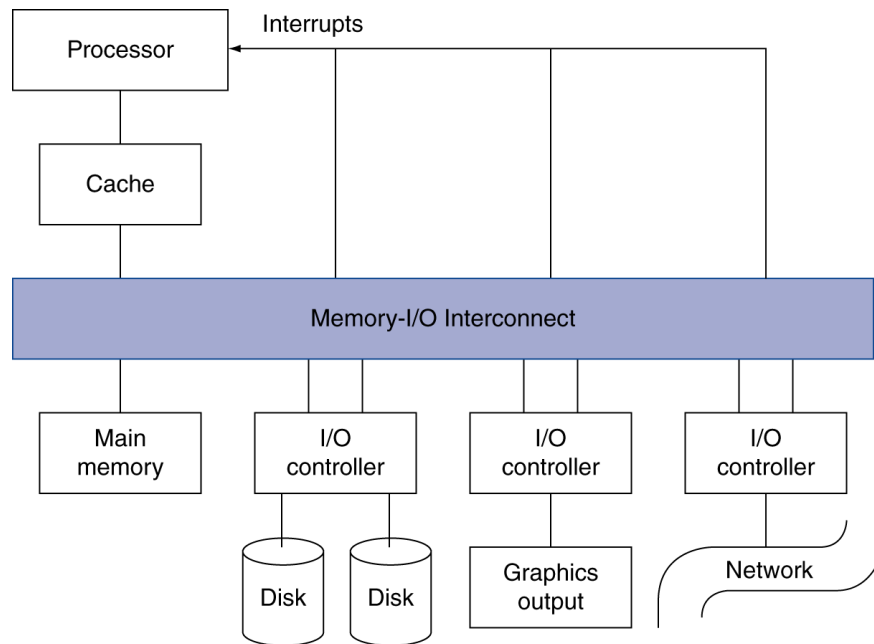 Interrupts
Processor
Cache
Memory-I/O Interconnect
Main
memory
I/O
controller
I/O
controller
I/O
controller
Disk
Disk
Graphics
output
Network